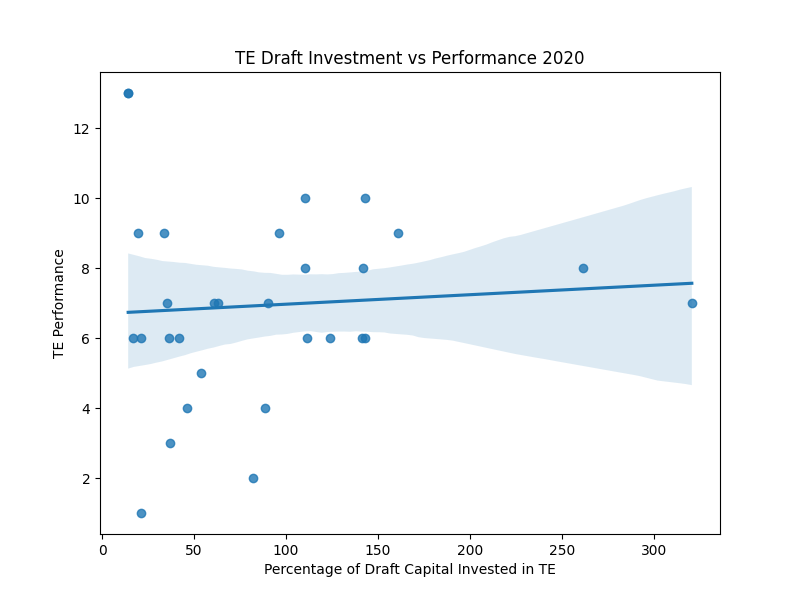 TE Draft Investment vs Performance 2020
TE Performance
12
10
8
6
4
2
0 50 100 150 200 250 300
Percentage of Draft Capital Invested in TE